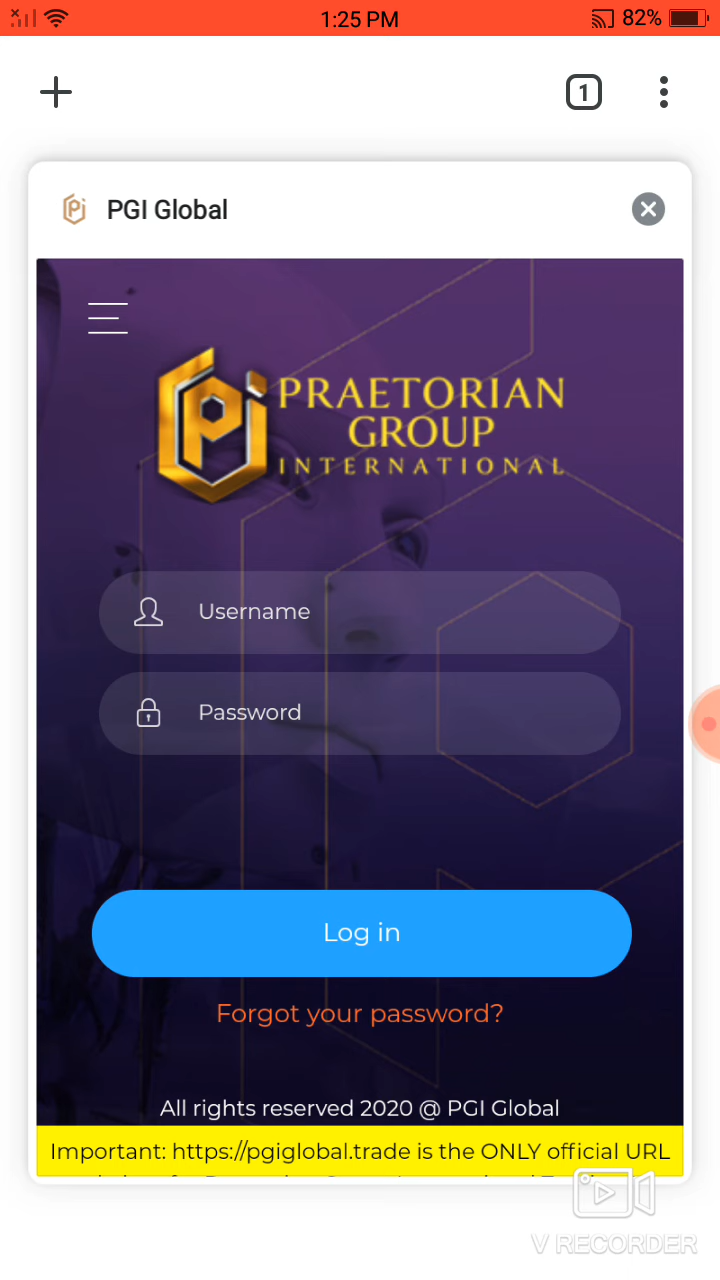 1:25 PM
82%
1
PGI Global
PRAETORIAN
GROUP
INTERNATIONAL
Username
Password
Log in
Forgot your password?
All rights reserved 2020 @ PGI Global
Important: https://pgiglobal.trade is the ONLY official URL
V RECORDER